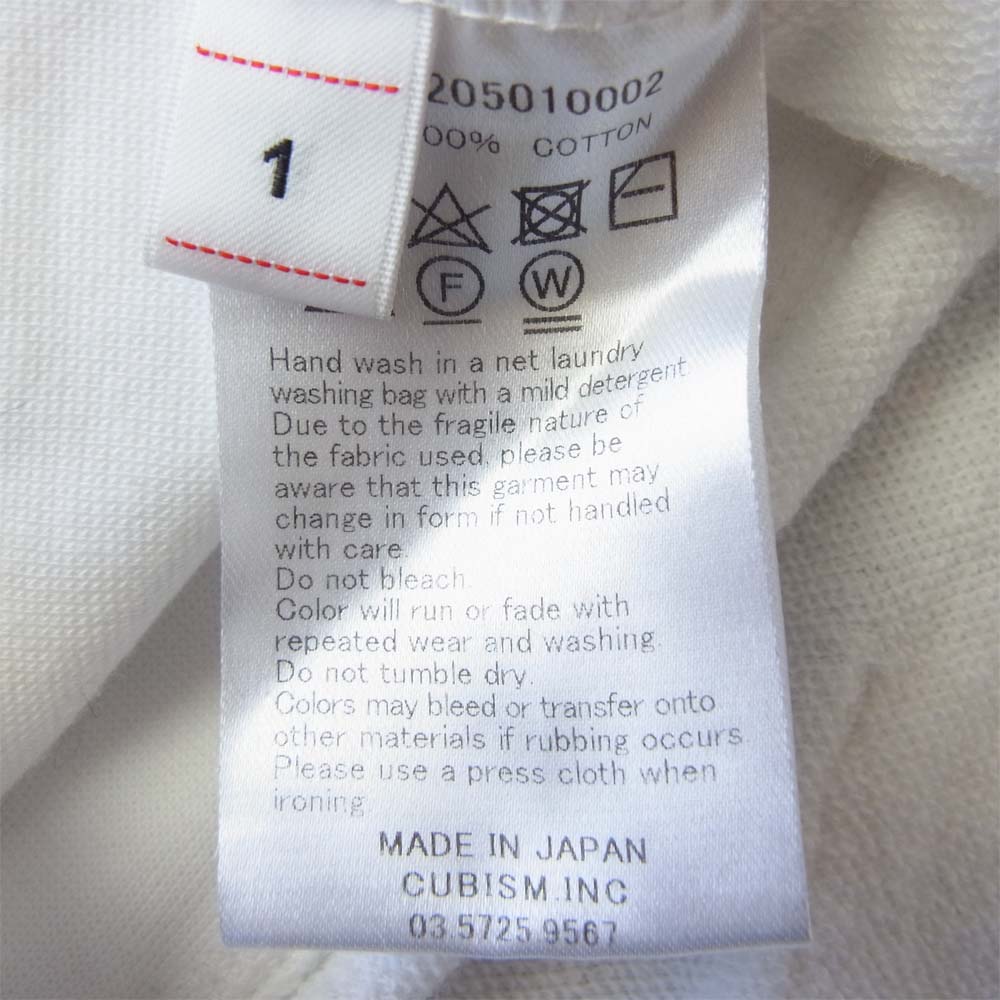 1
205010002
00% COTTON
F W
Hand wash in a net laundry
washing bag with a mild detergent.
Due to the fragile nature of
the fabric used, please be
aware that this garment may
change in form if not handled
with care.
Do not bleach.
Color will run or fade with
repeated wear and washing.
Do not tumble dry.
Colors may bleed or transfer onto
other materials if rubbing occurs.
Please use a press cloth when
ironing.
MADE IN JAPAN
CUBISM.INC
03.5725.9567